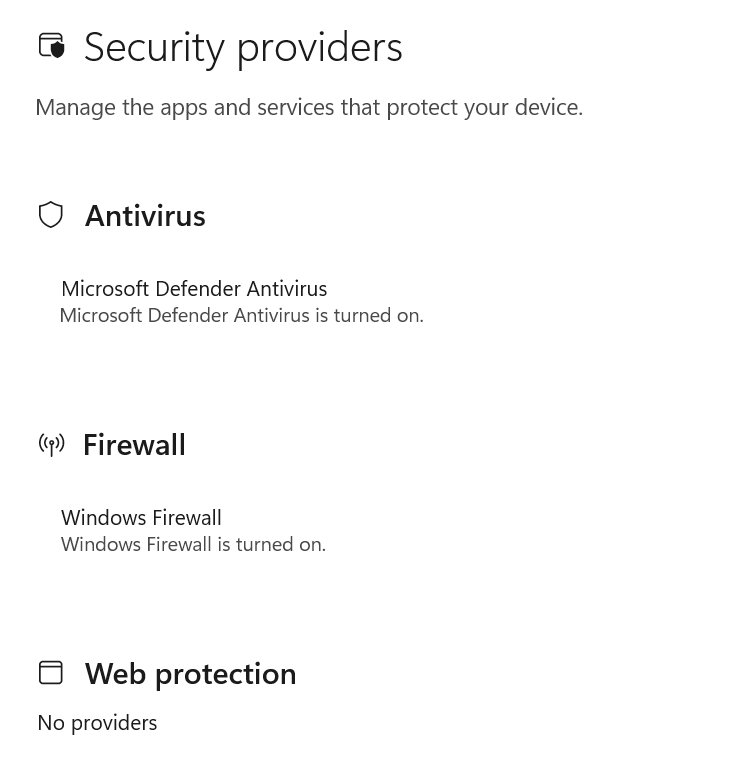 Security providers
Manage the apps and services that protect your device.
Antivirus
Microsoft Defender Antivirus
Microsoft Defender Antivirus is turned on.
Firewall
Windows Firewall
Windows Firewall is turned on.
Web protection
No providers